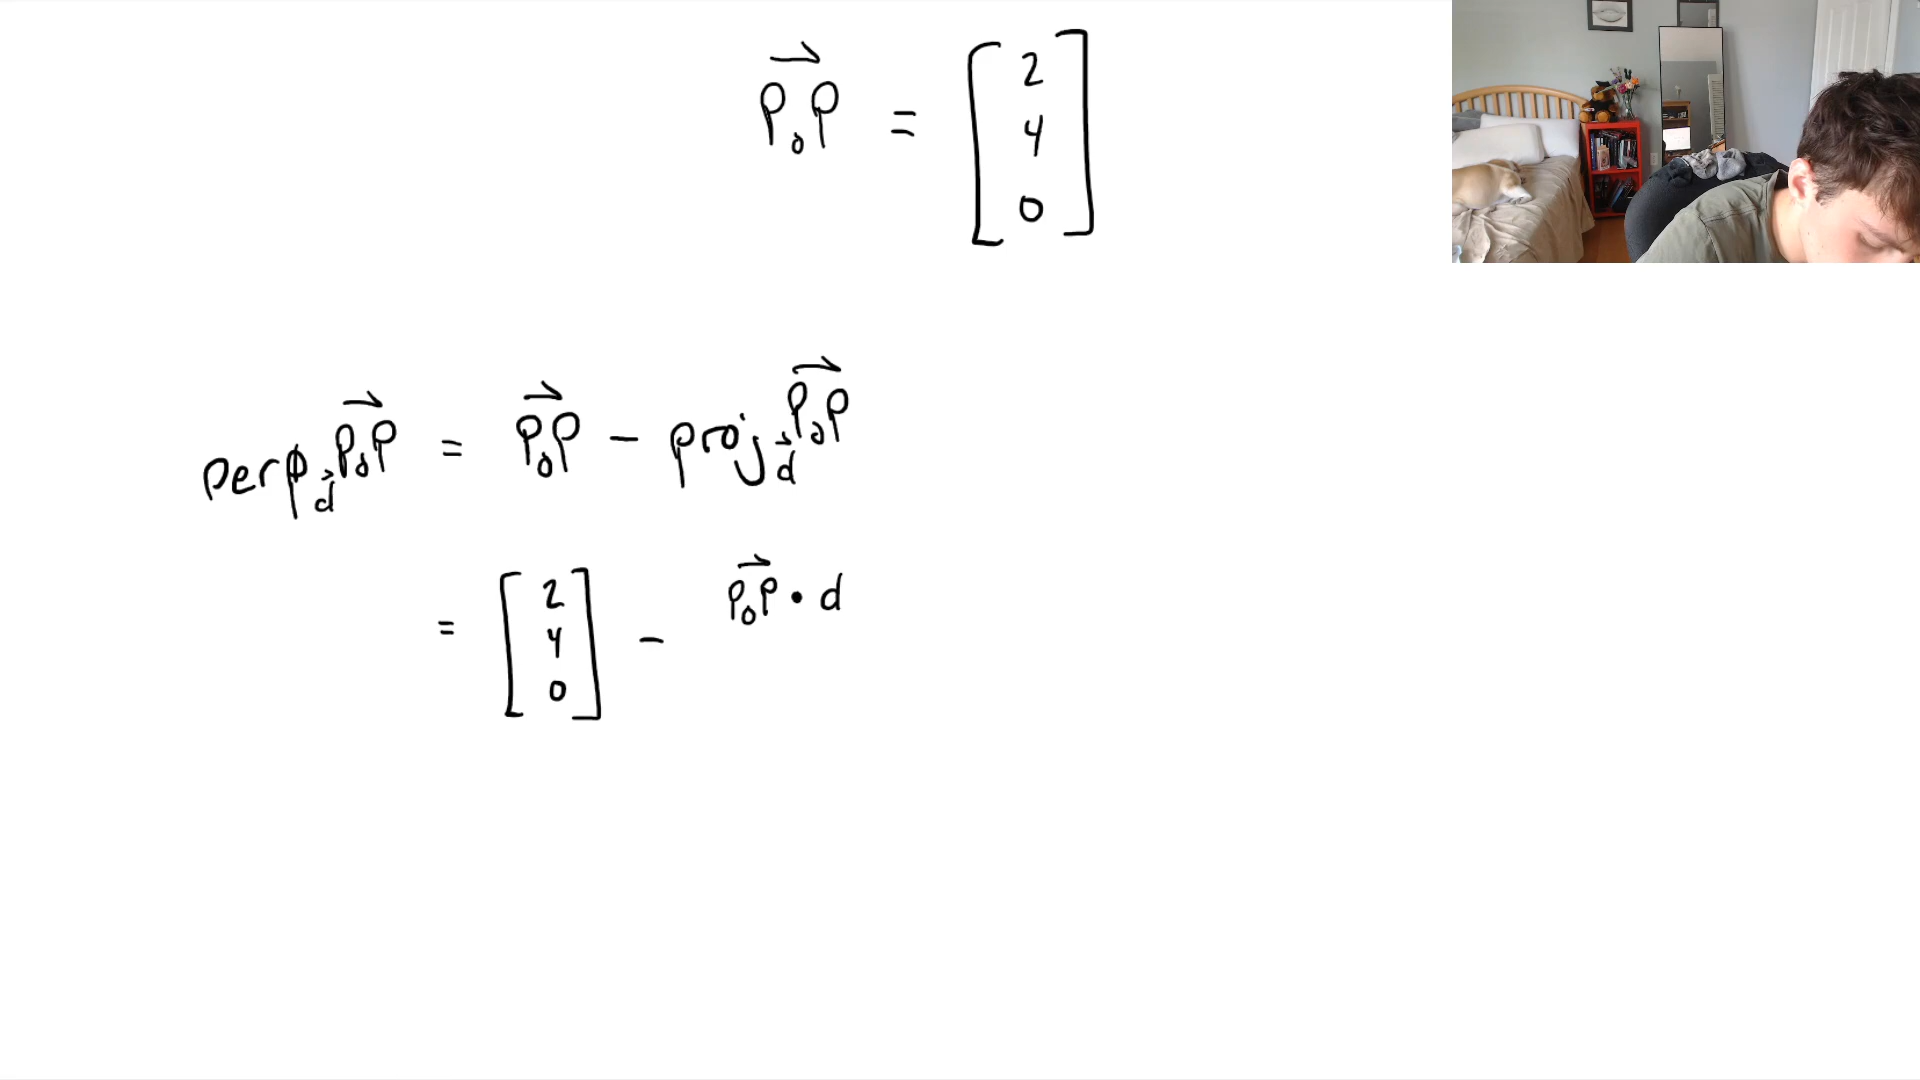 P₀P⃗ = [2 4 0]
perp_d⃗ P₀P⃗ = P₀P⃗ − proj_d⃗ P₀P⃗
= [2 4 0] − P₀P⃗ • d